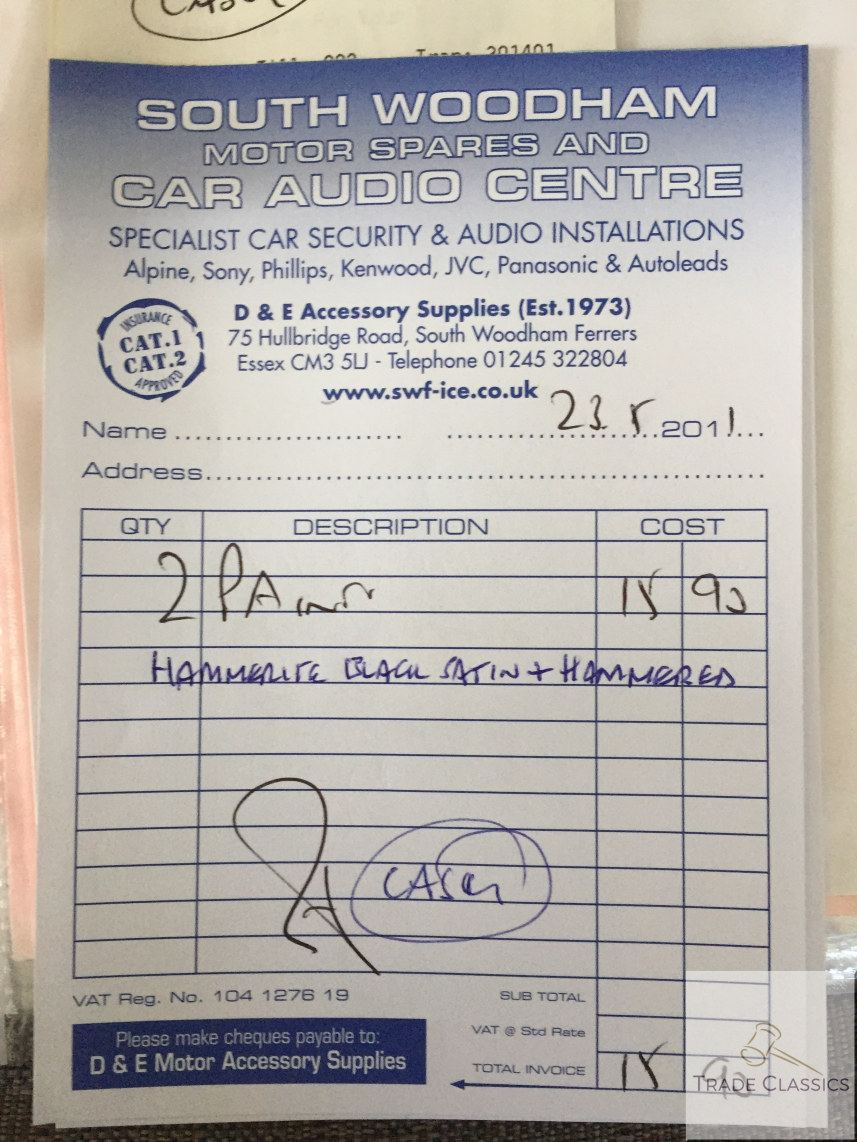 SOUTH WOODHAM
MOTOR SPARES AND
CAR AUDIO CENTRE
SPECIALIST CAR SECURITY & AUDIO INSTALLATIONS
Alpine, Sony, Phillips, Kenwood, JVC, Panasonic & Autoleads
INSURANCE
CAT.1
CAT.2
APPROVED
D & E Accessory Supplies (Est.1973)
75 Hullbridge Road, South Woodham Ferrers
Essex CM3 5LJ - Telephone 01245 322804
www.swf-ice.co.uk
Name .......................... 23.5.2011...
Address..........................................................
QTY DESCRIPTION COST
2 PAINT 15 90
HAMMERITE BLACK SATIN + HAMMERED
CASH
VAT Reg. No. 104 1276 19
SUB TOTAL
VAT @ Std Rate
TOTAL INVOICE 15 90
Please make cheques payable to:
D & E Motor Accessory Supplies
TRADE CLASSICS